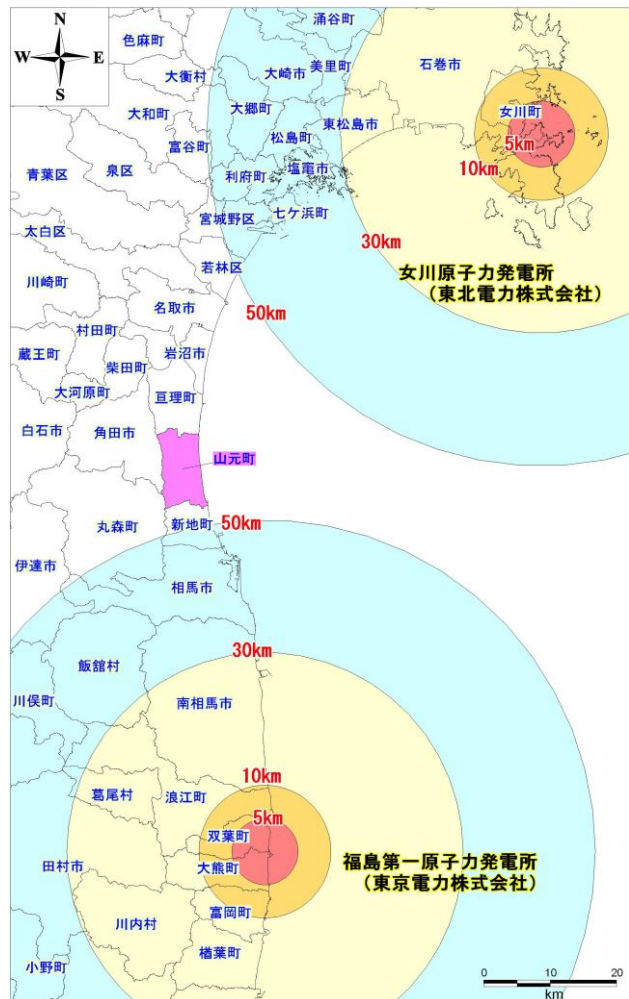 N
W E
S
涌谷町
色麻町
美里町
石巻市
大衡村
大崎市
大和町
大郷町
女川町
東松島市
松島町
富谷町
5km
青葉区
泉区
利府町
塩竈市
10km
宮城野区
七ケ浜町
太白区
30km
若林区
川崎町
女川原子力発電所
（東北電力株式会社）
名取市
50km
村田町
蔵王町
柴田町
岩沼市
大河原町
亘理町
白石市
角田市
山元町
丸森町
新地町
50km
伊達市
相馬市
30km
飯舘村
川俣町
南相馬市
10km
葛尾村
浪江町
5km
双葉町
田村市
大熊町
福島第一原子力発電所
（東京電力株式会社）
富岡町
川内村
楢葉町
小野町
0 10 20
km